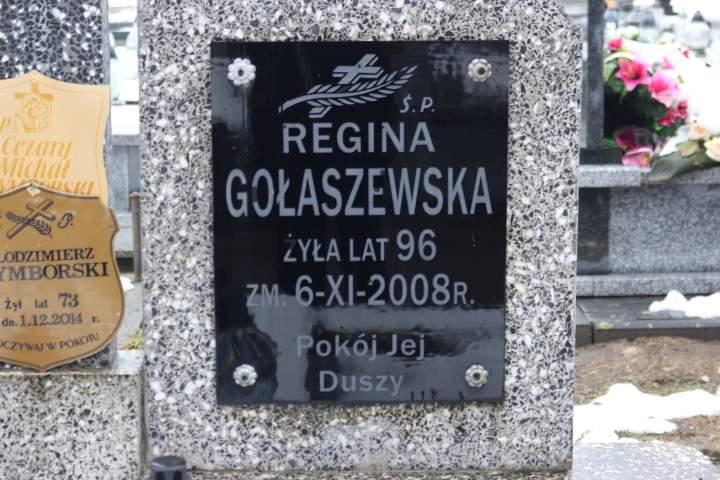 Ś.P.
REGINA
GOŁASZEWSKA
ŻYŁA LAT 96
ZM. 6-XI-2008R.
Pokój Jej
Duszy
Cezary
Michał
P.
ŁODZIMIERZ
YMBORSKI
żył lat 73
dn. 1.12.2014 r.
POCZYWAJ W POKOJU